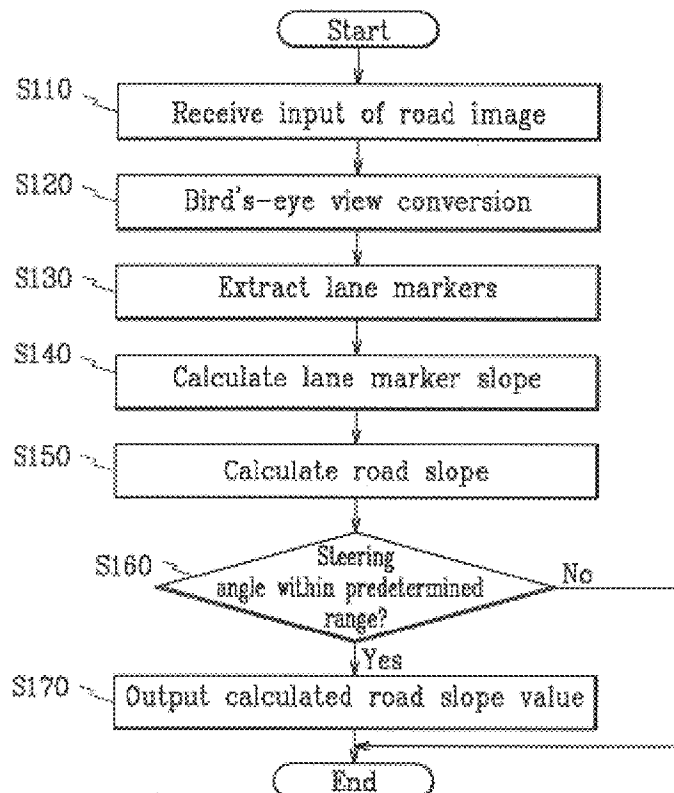 Start
S110
Receive input of road image
S120
Bird's-eye view conversion
S130
Extract lane markers
S140
Calculate lane marker slope
S150
Calculate road slope
S160
Steering
angle within predetermined
range?
No
Yes
S170
Output calculated road slope value
End